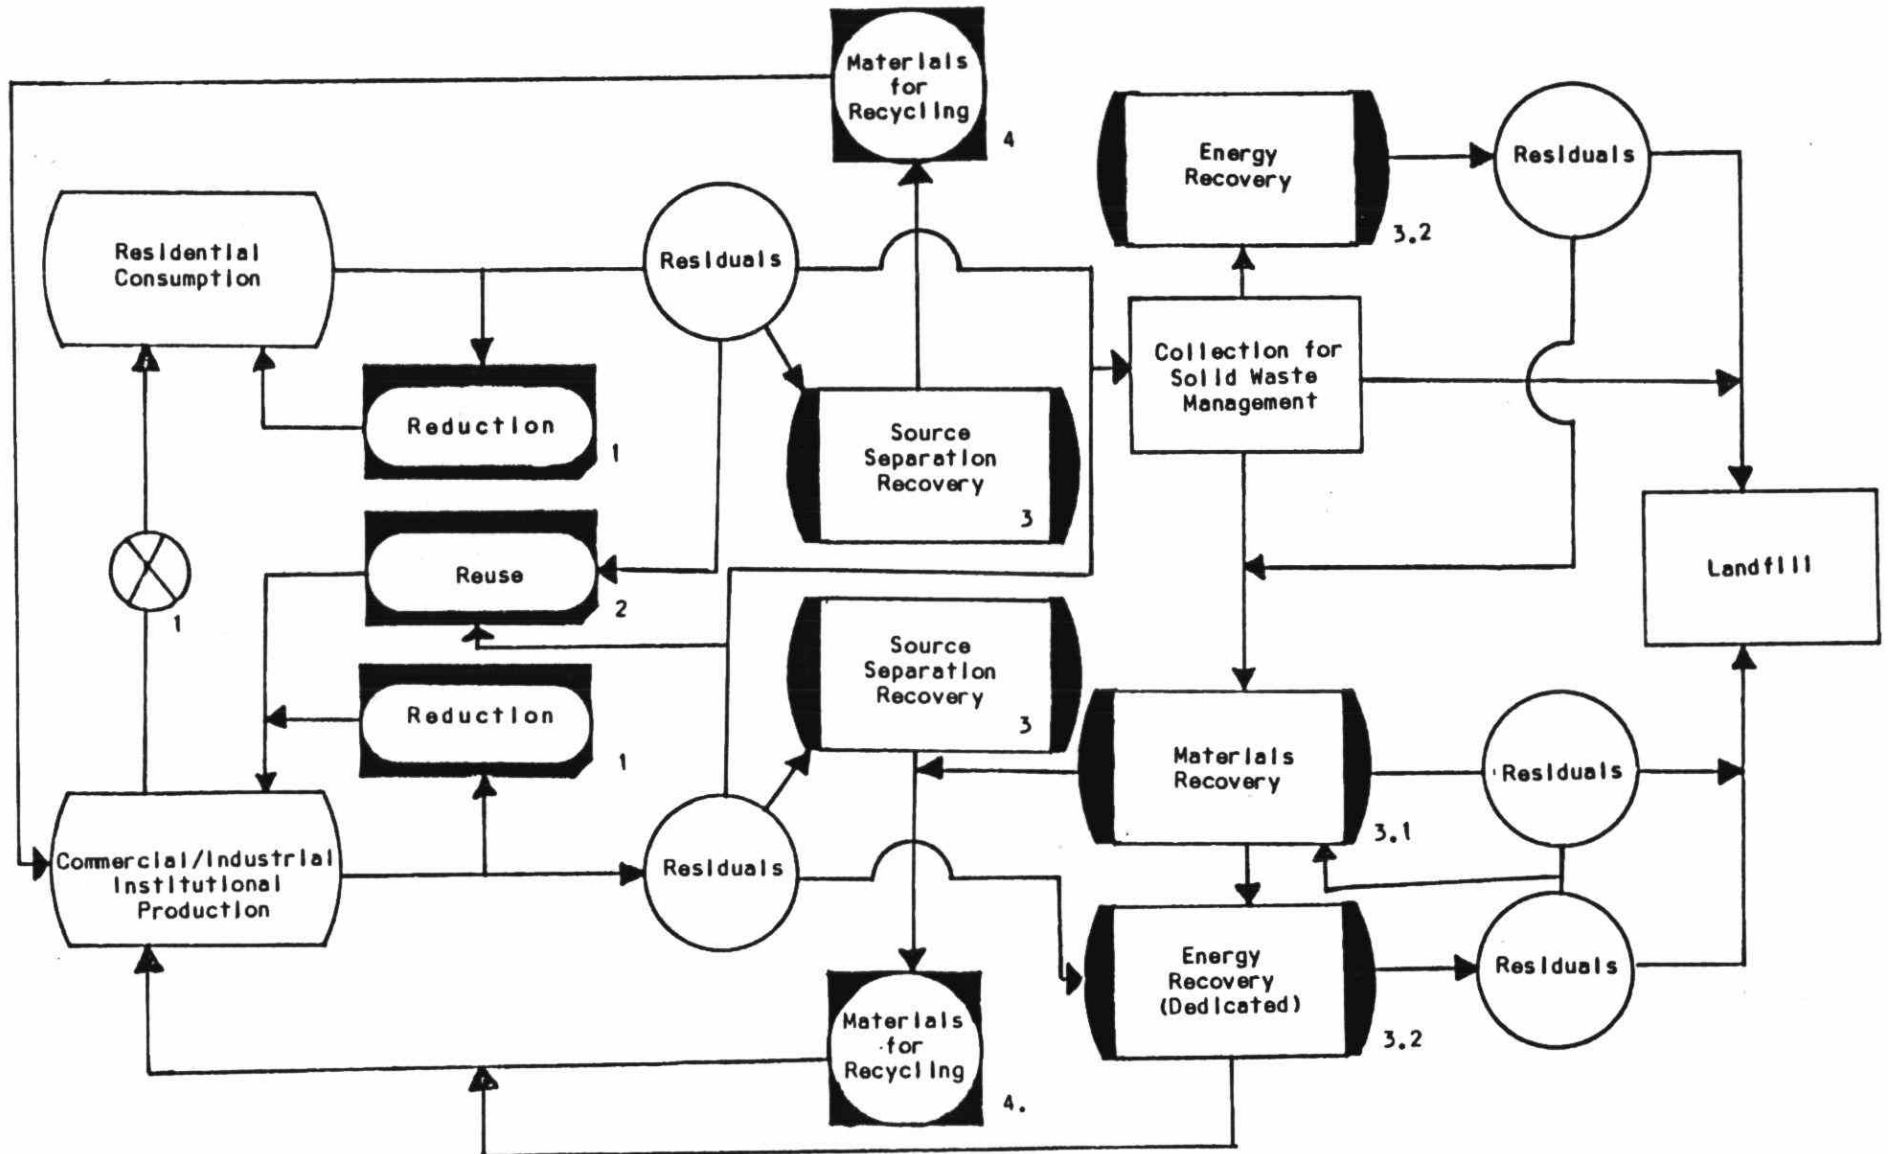 Materials
for
Recycling
4
Energy
Recovery
3.2
Residuals
Residential
Consumption
Residuals
Collection for
Solid Waste
Management
Reduction
1
Source
Separation
Recovery
3
Reuse
2
1
Landfill
Source
Separation
Recovery
3
Reduction
1
Materials
Recovery
3.1
Residuals
Commercial/Industrial
Institutional
Production
Residuals
Energy
Recovery
(Dedicated)
3.2
Residuals
Materials
for
Recycling
4.